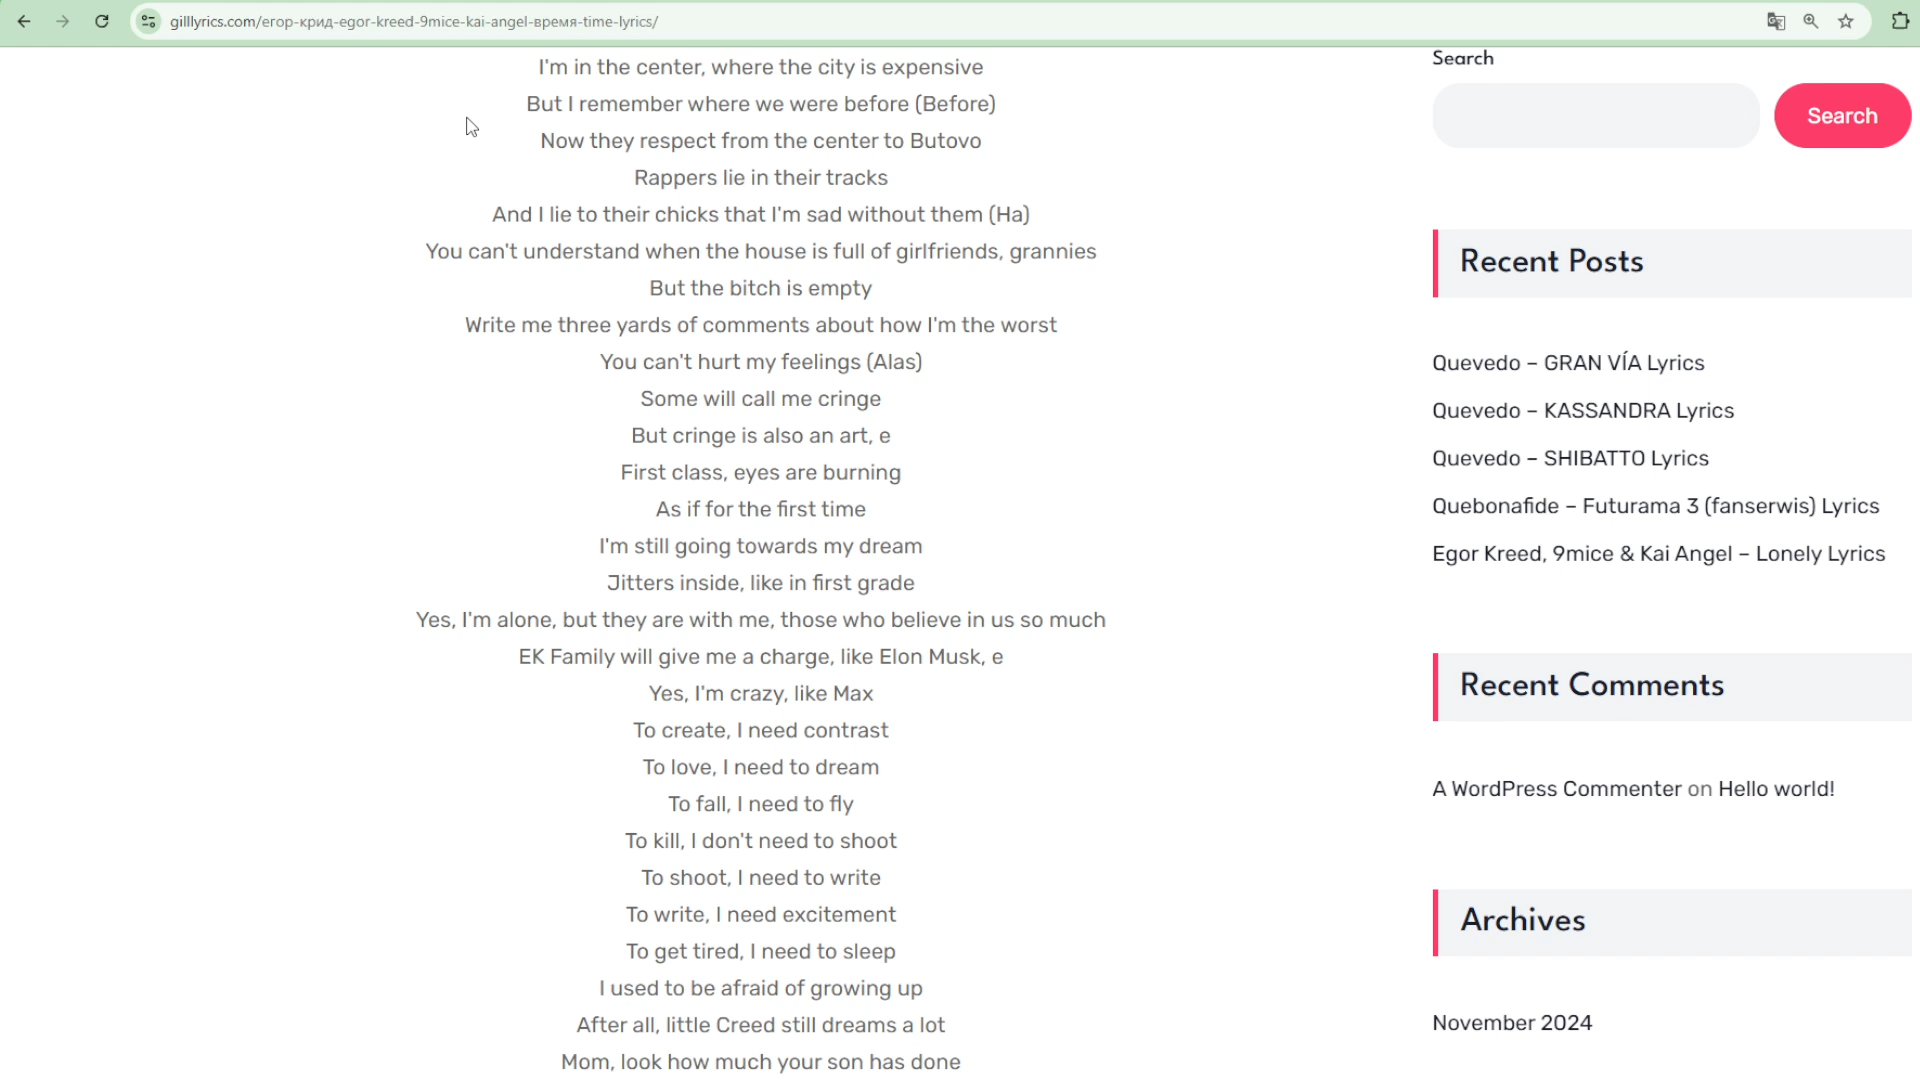 gilllyrics.com/егор-крид-egor-kreed-9mice-kai-angel-время-time-lyrics/
I'm in the center, where the city is expensive
But I remember where we were before (Before)
Now they respect from the center to Butovo
Rappers lie in their tracks
And I lie to their chicks that I'm sad without them (Ha)
You can't understand when the house is full of girlfriends, grannies
But the bitch is empty
Write me three yards of comments about how I'm the worst
You can't hurt my feelings (Alas)
Some will call me cringe
But cringe is also an art, e
First class, eyes are burning
As if for the first time
I'm still going towards my dream
Jitters inside, like in first grade
Yes, I'm alone, but they are with me, those who believe in us so much
EK Family will give me a charge, like Elon Musk, e
Yes, I'm crazy, like Max
To create, I need contrast
To love, I need to dream
To fall, I need to fly
To kill, I don't need to shoot
To shoot, I need to write
To write, I need excitement
To get tired, I need to sleep
I used to be afraid of growing up
After all, little Creed still dreams a lot
Mom, look how much your son has done
Search
Search
Recent Posts
Quevedo – GRAN VÍA Lyrics
Quevedo – KASSANDRA Lyrics
Quevedo – SHIBATTO Lyrics
Quebonafide – Futurama 3 (fanserwis) Lyrics
Egor Kreed, 9mice & Kai Angel – Lonely Lyrics
Recent Comments
A WordPress Commenter on Hello world!
Archives
November 2024